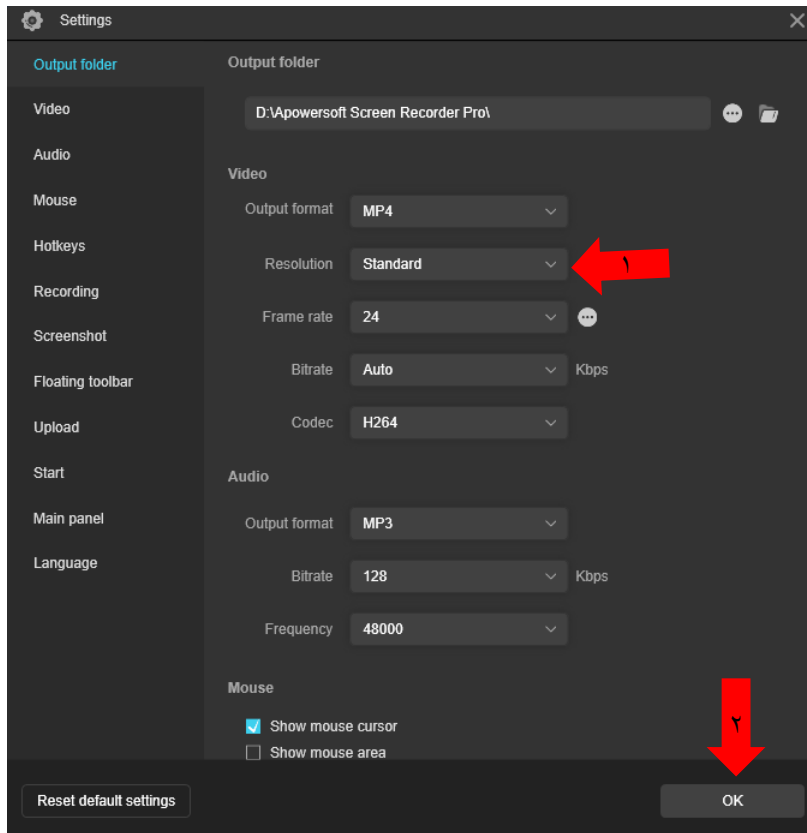 Settings
Output folder
Video
Audio
Mouse
Hotkeys
Recording
Screenshot
Floating toolbar
Upload
Start
Main panel
Language
Output folder
D:\Apowersoft Screen Recorder Pro\
Video
Output format MP4
Resolution Standard ۱
Frame rate 24
Bitrate Auto Kbps
Codec H264
Audio
Output format MP3
Bitrate 128 Kbps
Frequency 48000
Mouse
Show mouse cursor
Show mouse area
۲
Reset default settings
OK